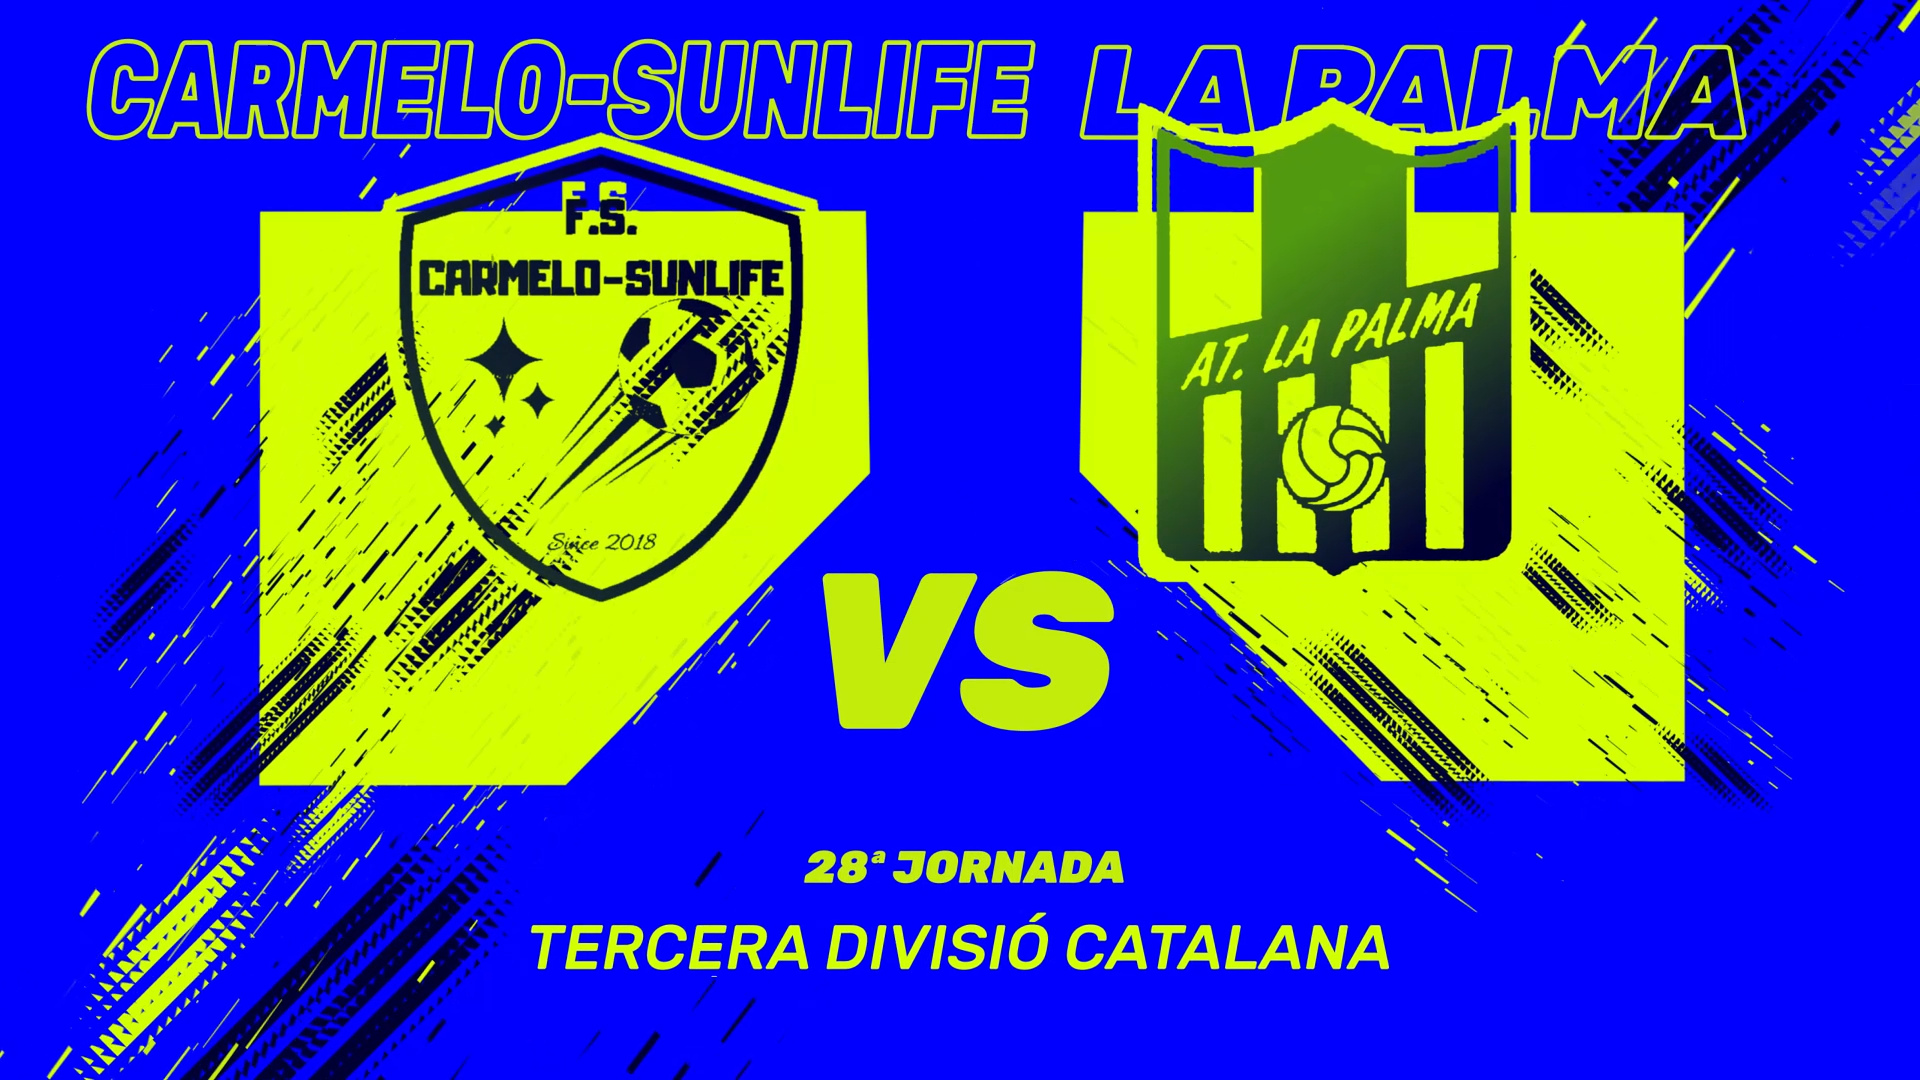 CARMELO-SUNLIFE LA PALMA
F.S.
CARMELO-SUNLIFE
Since 2018
AT. LA PALMA
VS
28ª JORNADA
TERCERA DIVISIÓ CATALANA